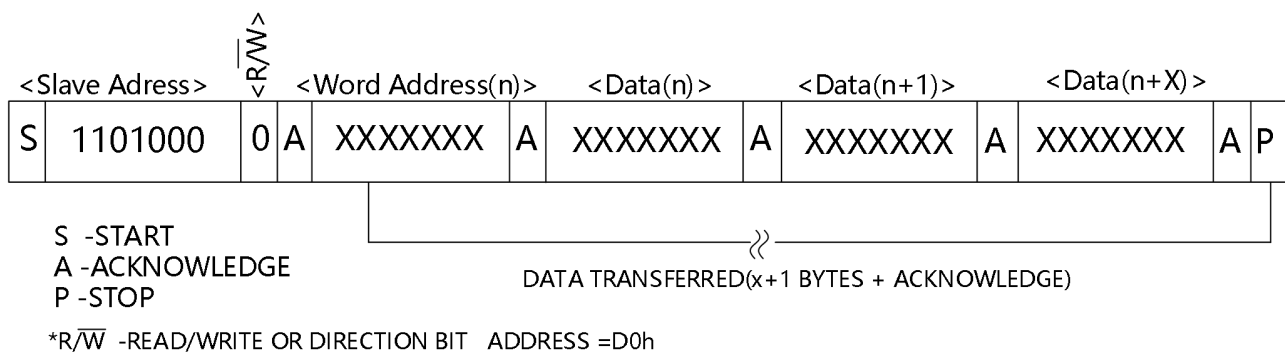 <R/W̅>
<Slave Adress> <Word Address(n)> <Data(n)> <Data(n+1)> <Data(n+X)>
S 1101000 0 A XXXXXXX A XXXXXXX A XXXXXXX A XXXXXXX A P
S -START
A -ACKNOWLEDGE
P -STOP
DATA TRANSFERRED(x+1 BYTES + ACKNOWLEDGE)
*R/W̅ -READ/WRITE OR DIRECTION BIT ADDRESS =D0h